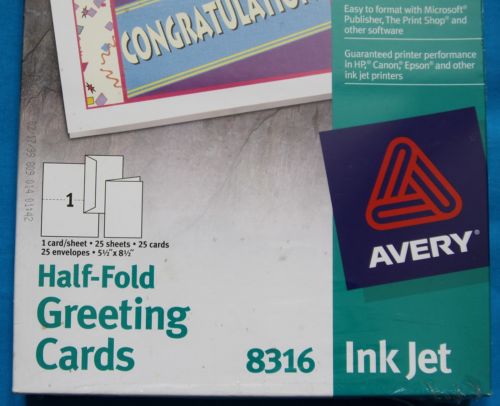 CONGRATULATION
Easy to format with Microsoft®
Publisher, The Print Shop® and
other software
Guaranteed printer performance
in HP,® Canon,® Epson® and other
ink jet printers
1
1 card/sheet • 25 sheets • 25 cards
25 envelopes • 5½" x 8½"
AVERY®
Half-Fold
Greeting
Cards
8316
Ink Jet